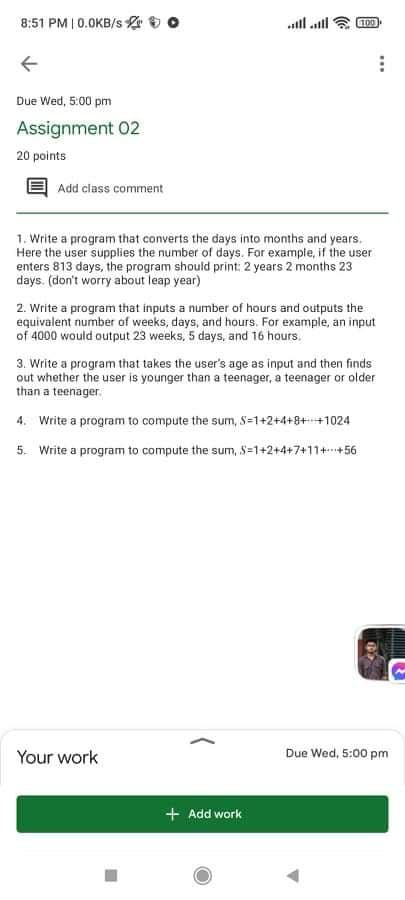 8:51 PM | 0.0KB/s
100
Due Wed, 5:00 pm
Assignment 02
20 points
Add class comment
1. Write a program that converts the days into months and years.
Here the user supplies the number of days. For example, if the user
enters 813 days, the program should print: 2 years 2 months 23
days. (don't worry about leap year)
2. Write a program that inputs a number of hours and outputs the
equivalent number of weeks, days, and hours. For example, an input
of 4000 would output 23 weeks, 5 days, and 16 hours.
3. Write a program that takes the user's age as input and then finds
out whether the user is younger than a teenager, a teenager or older
than a teenager.
4. Write a program to compute the sum, S=1+2+4+8+···+1024
5. Write a program to compute the sum, S=1+2+4+7+11+···+56
Your work
Due Wed, 5:00 pm
+ Add work